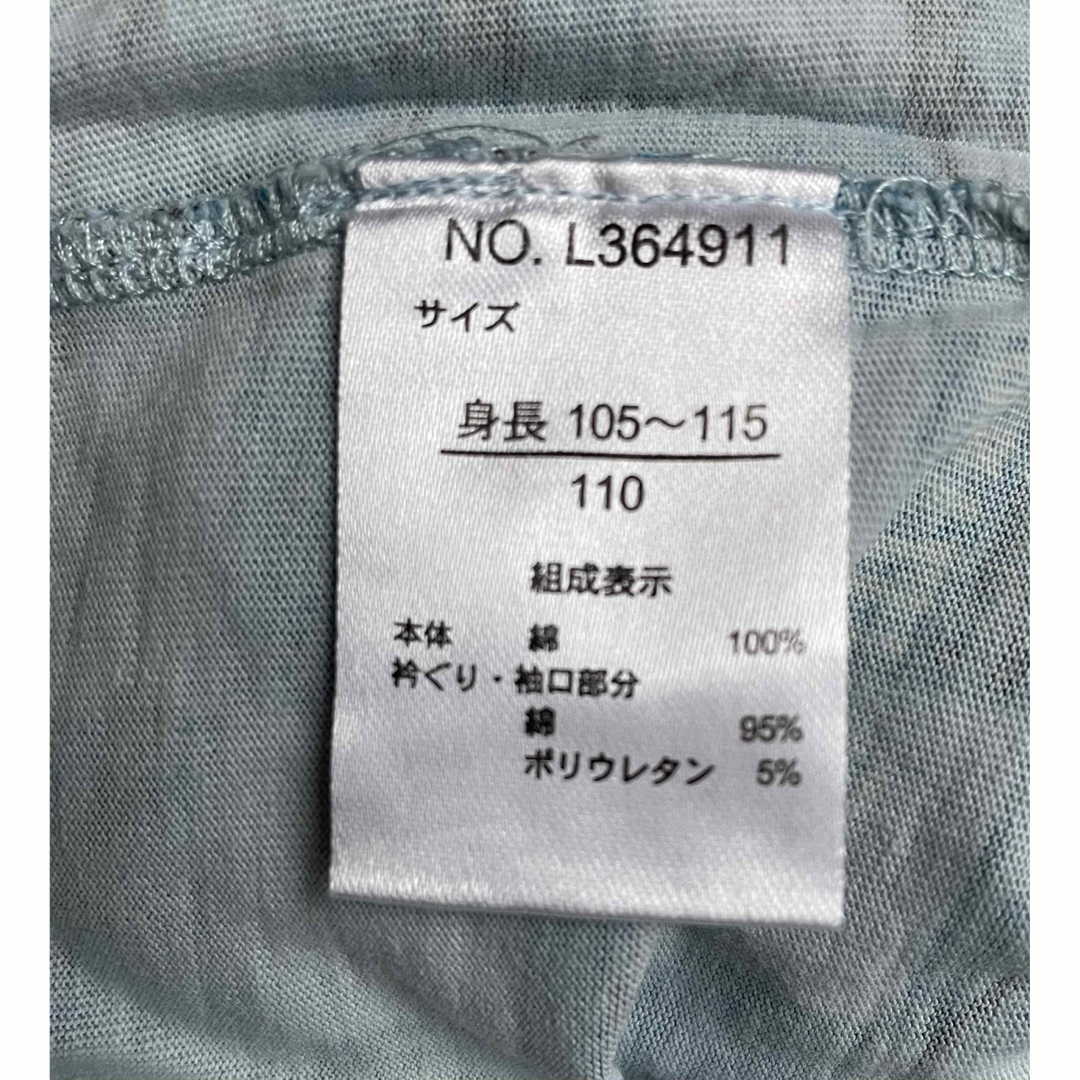 NO. L364911
サイズ
身長 105～115
110
組成表示
本体 綿 100%
衿ぐり・袖口部分
綿 95%
ポリウレタン 5%